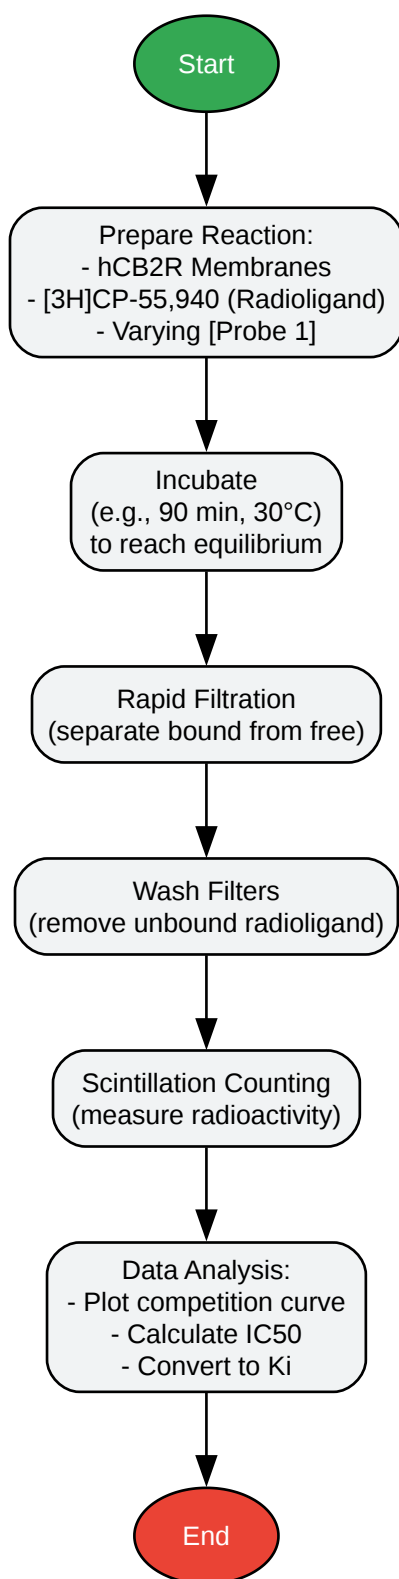 Start
Prepare Reaction:
- hCB2R Membranes
- [3H]CP-55,940 (Radioligand)
- Varying [Probe 1]
Incubate
(e.g., 90 min, 30°C)
to reach equilibrium
Rapid Filtration
(separate bound from free)
Wash Filters
(remove unbound radioligand)
Scintillation Counting
(measure radioactivity)
Data Analysis:
- Plot competition curve
- Calculate IC50
- Convert to Ki
End